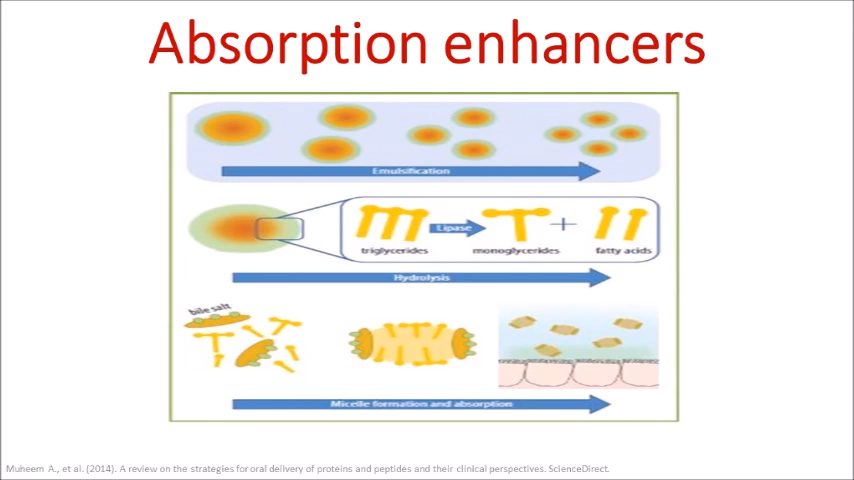 Absorption enhancers
Emulsification
Lipase
triglycerides
monoglycerides
fatty acids
Hydrolysis
bile salt
Micelle formation and absorption
Muheem A., et al. (2014). A review on the strategies for oral delivery of proteins and peptides and their clinical perspectives. ScienceDirect.